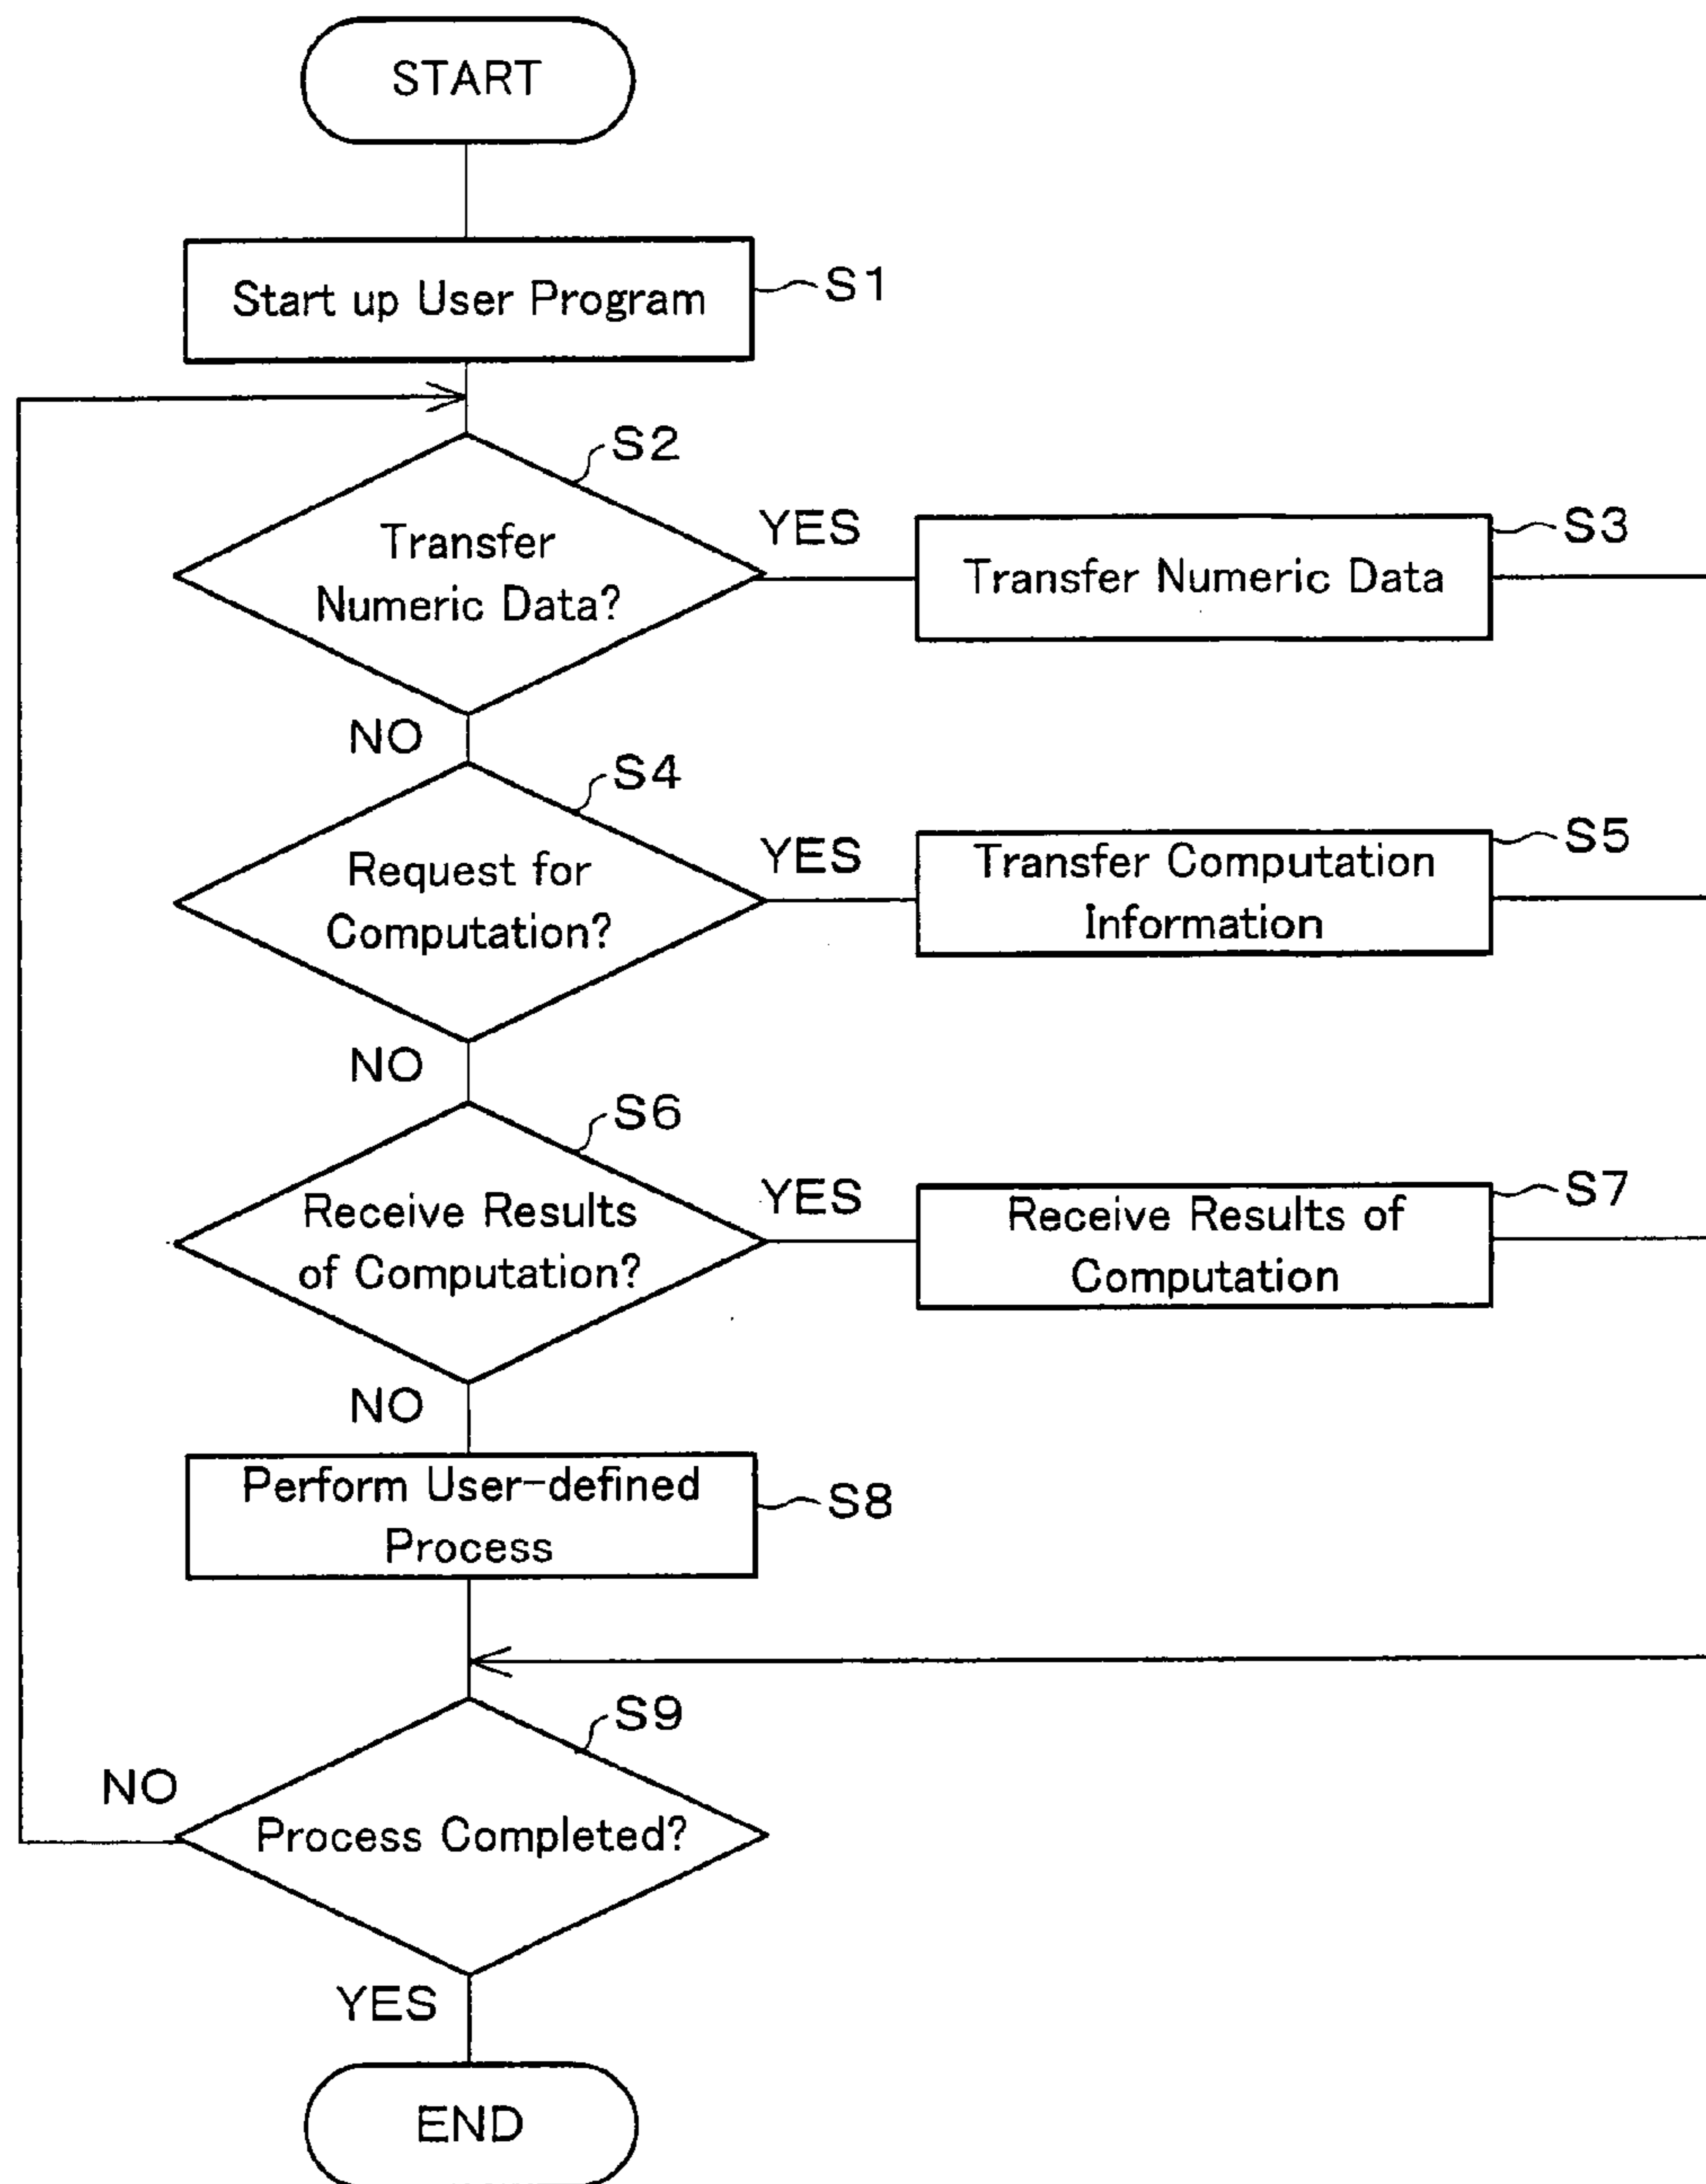 START
Start up User Program
S1
S2
Transfer
Numeric Data?
YES
S3
Transfer Numeric Data
NO
S4
Request for
Computation?
YES
S5
Transfer Computation
Information
NO
S6
Receive Results
of Computation?
YES
S7
Receive Results of
Computation
NO
Perform User-defined
Process
S8
S9
NO
Process Completed?
YES
END